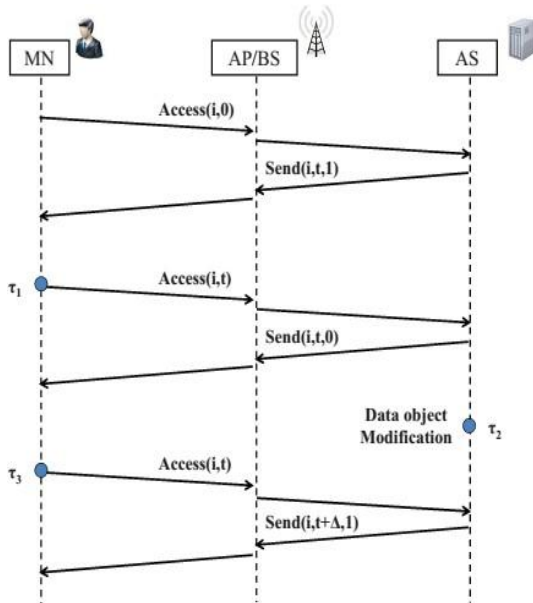 MN
AP/BS
AS
Access(i,0)
Send(i,t,1)
τ1
Access(i,t)
Send(i,t,0)
Data object
Modification
τ2
τ3
Access(i,t)
Send(i,t+Δ,1)